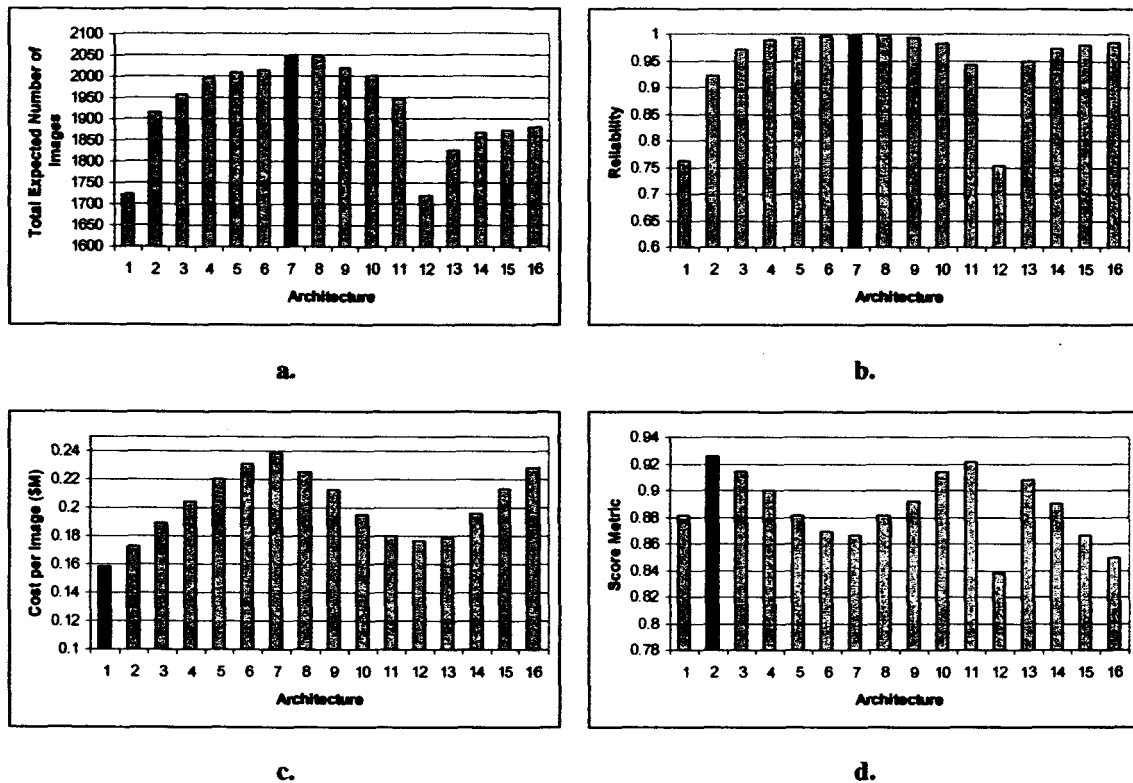 Total Expected Number of
Images
2100
2050
2000
1950
1900
1850
1800
1750
1700
1650
1600
1 2 3 4 5 6 7 8 9 10 11 12 13 14 15 16
Architecture
a.
Reliability
1
0.95
0.9
0.85
0.8
0.75
0.7
0.65
0.6
1 2 3 4 5 6 7 8 9 10 11 12 13 14 15 16
Architecture
b.
Cost per Image ($M)
0.24
0.22
0.2
0.18
0.16
0.14
0.12
0.1
1 2 3 4 5 6 7 8 9 10 11 12 13 14 15 16
Architecture
c.
Score Metric
0.94
0.92
0.9
0.88
0.86
0.84
0.82
0.8
0.78
1 2 3 4 5 6 7 8 9 10 11 12 13 14 15 16
Architecture
d.